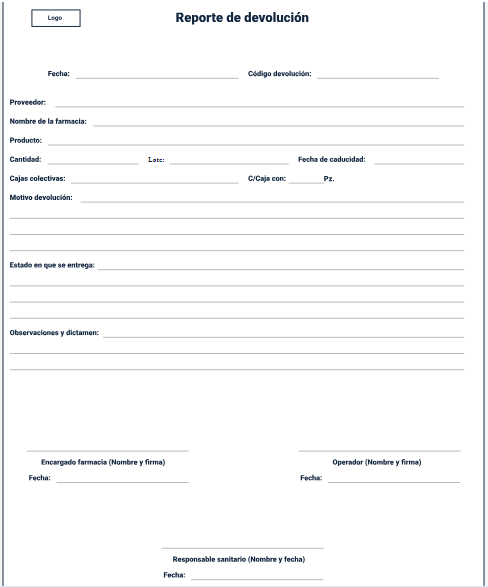 Logo
Reporte de devolución
Fecha: Código devolución:
Proveedor:
Nombre de la farmacia:
Producto:
Cantidad: Lote: Fecha de caducidad:
Cajas colectivas: C/Caja con: Pz.
Motivo devolución:
Estado en que se entrega:
Observaciones y dictamen:
Encargado farmacia (Nombre y firma) Operador (Nombre y firma)
Fecha: Fecha:
Responsable sanitario (Nombre y fecha)
Fecha: